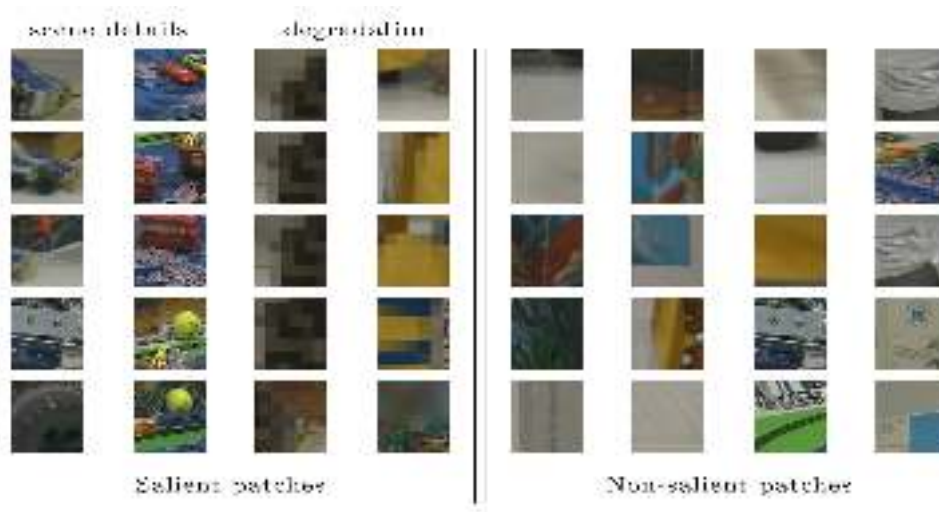 scene details
degradation
Salient patches
Non-salient patches